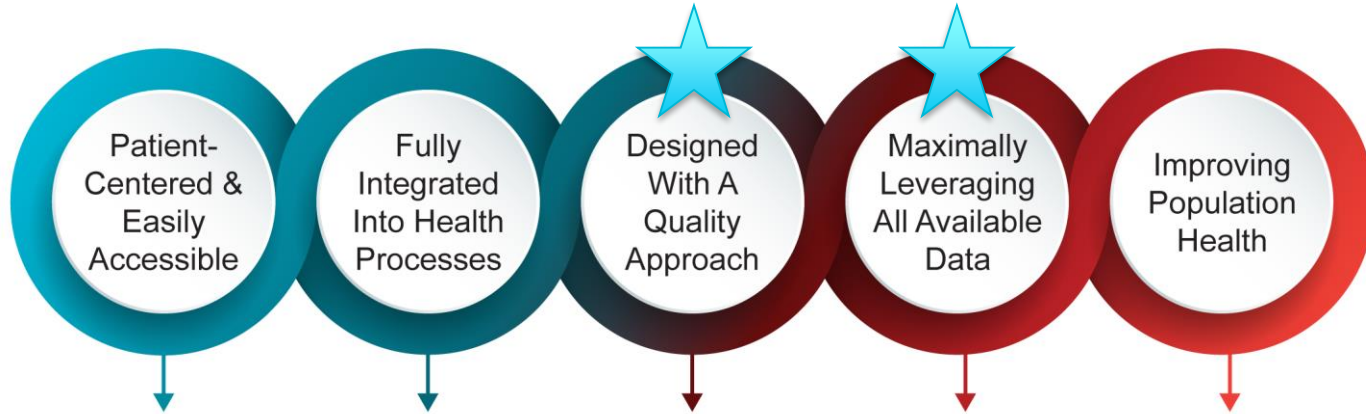 Patient-
Centered &
Easily
Accessible
Fully
Integrated
Into Health
Processes
Designed
With A
Quality
Approach
Maximally
Leveraging
All Available
Data
Improving
Population
Health